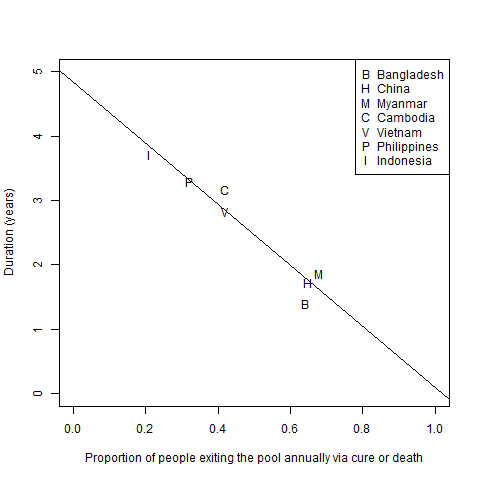 B Bangladesh
H China
M Myanmar
C Cambodia
V Vietnam
P Philippines
I Indonesia
5
4
3
2
1
0
Duration (years)
I
P
C
V
M
H
B
0.0 0.2 0.4 0.6 0.8 1.0
Proportion of people exiting the pool annually via cure or death